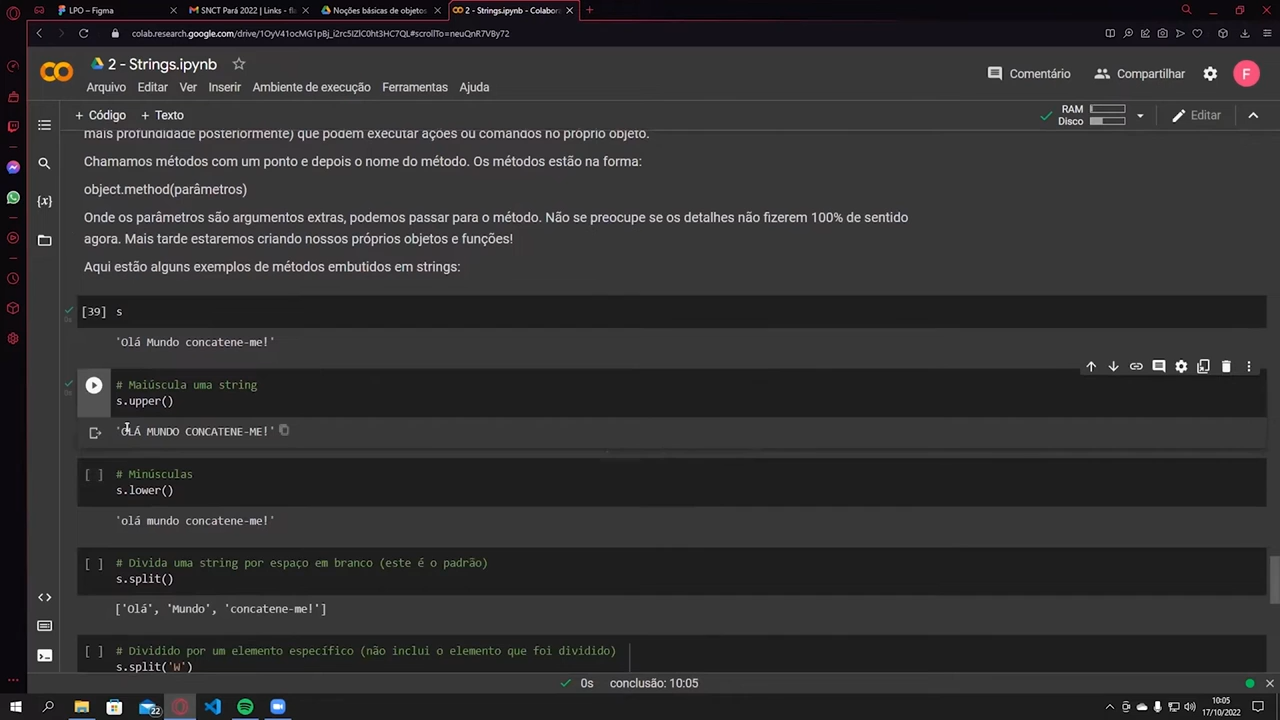 LPO – Figma
SNCT Pará 2022 | Links - fl
Noções básicas de objetos
2 - Strings.ipynb - Colabora
colab.research.google.com/drive/1OyV41ocMG1pBj_i2rc5IZlC0ht3HC7QL#scrollTo=neuQnR7VBy72
2 - Strings.ipynb
Comentário
Compartilhar
F
Arquivo Editar Ver Inserir Ambiente de execução Ferramentas Ajuda
+ Código + Texto
RAM
Disco
Editar
mais profundidade posteriormente) que podem executar ações ou comandos no próprio objeto.
Chamamos métodos com um ponto e depois o nome do método. Os métodos estão na forma:
object.method(parâmetros)
Onde os parâmetros são argumentos extras, podemos passar para o método. Não se preocupe se os detalhes não fizerem 100% de sentido
agora. Mais tarde estaremos criando nossos próprios objetos e funções!
Aqui estão alguns exemplos de métodos embutidos em strings:
[39] s
0s
'Olá Mundo concatene-me!'
# Maiúscula uma string
0s
s.upper()
'OLÁ MUNDO CONCATENE-ME!'
[ ] # Minúsculas
s.lower()
'olá mundo concatene-me!'
[ ] # Divida uma string por espaço em branco (este é o padrão)
s.split()
['Olá', 'Mundo', 'concatene-me!']
[ ] # Dividido por um elemento específico (não inclui o elemento que foi dividido)
s.split('W')
0s conclusão: 10:05
22
10:05
17/10/2022